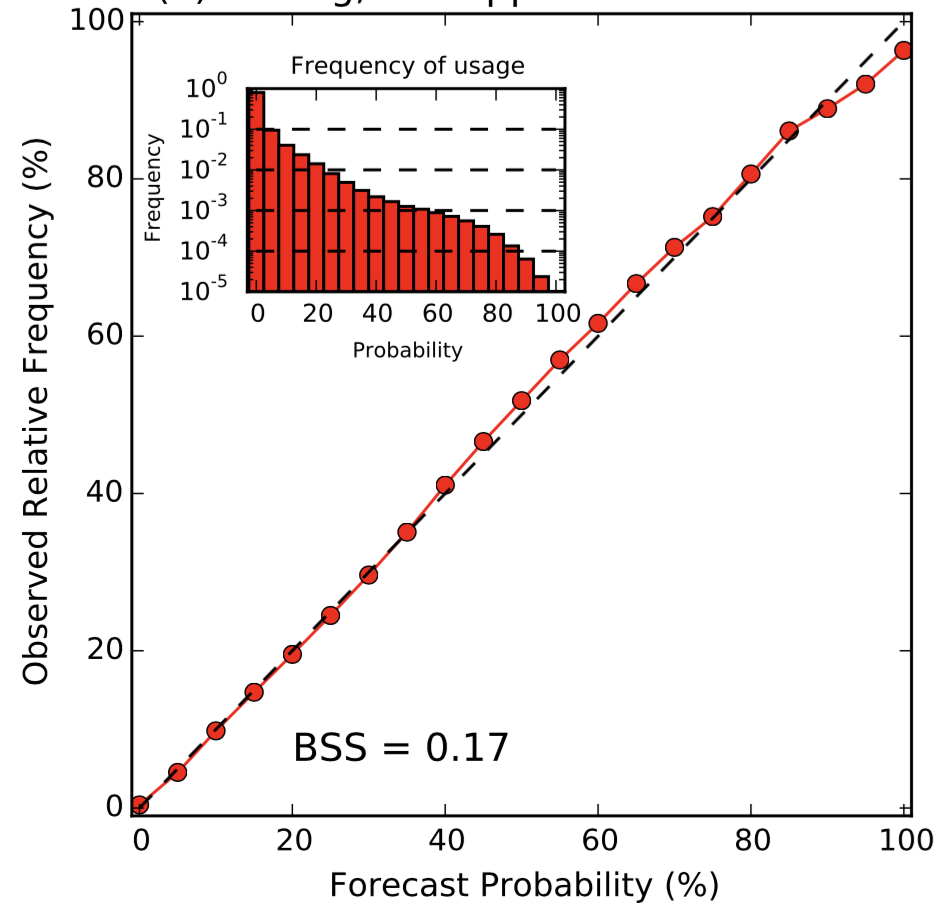 100
Frequency of usage
10^0
10^-1
10^-2
10^-3
10^-4
10^-5
Frequency
0 20 40 60 80 100
Probability
80
60
40
20
0
Observed Relative Frequency (%)
BSS = 0.17
0 20 40 60 80 100
Forecast Probability (%)